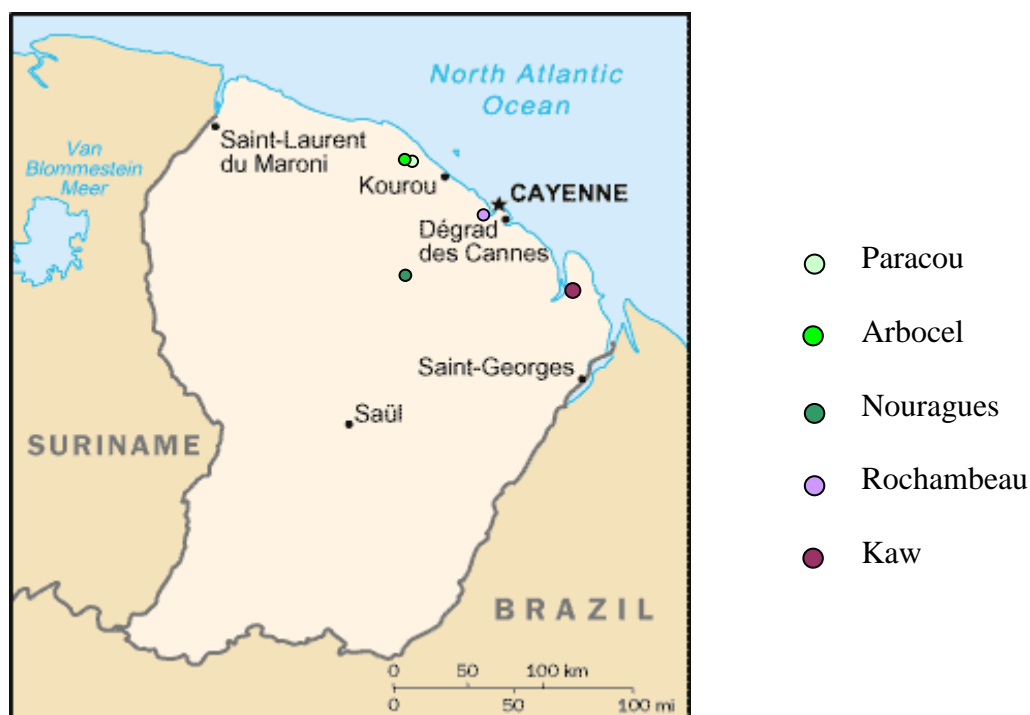 North Atlantic
Ocean
Van
Blommestein
Meer
Saint-Laurent
du Maroni
Kourou
CAYENNE
Dégrad
des Cannes
Saint-Georges
Saül
SURINAME
BRAZIL
0 50 100 km
0 50 100 mi
Paracou
Arbocel
Nouragues
Rochambeau
Kaw